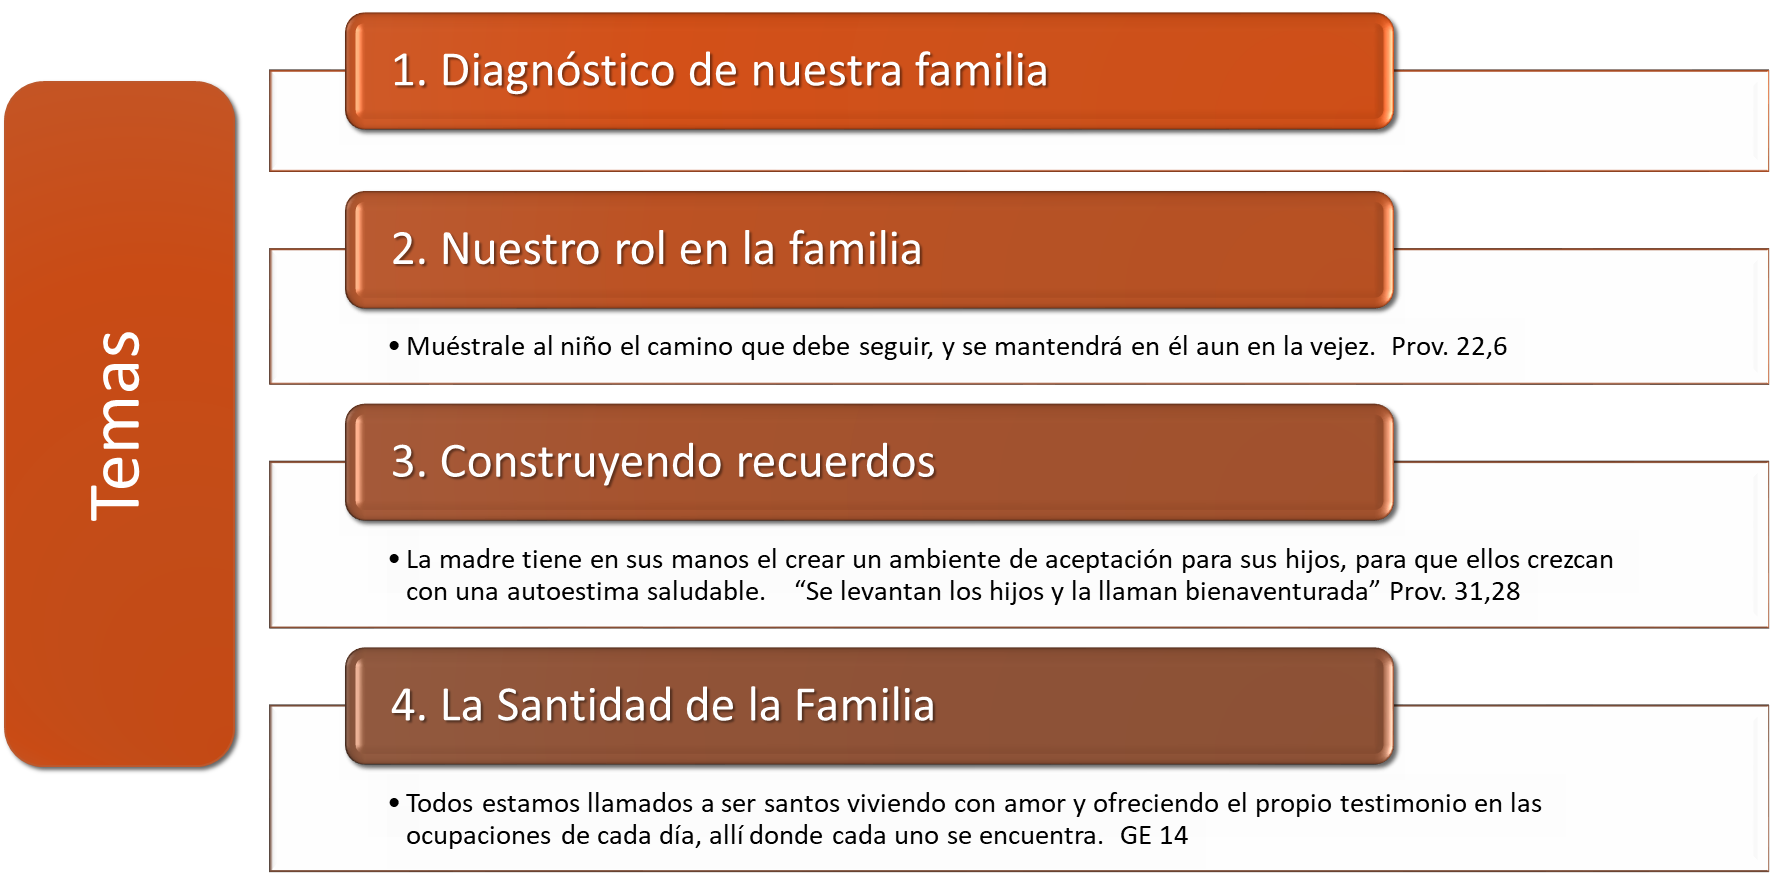 Temas
1. Diagnóstico de nuestra familia
2. Nuestro rol en la familia
• Muéstrale al niño el camino que debe seguir, y se mantendrá en él aun en la vejez.  Prov. 22,6
3. Construyendo recuerdos
• La madre tiene en sus manos el crear un ambiente de aceptación para sus hijos, para que ellos crezcan
con una autoestima saludable.    “Se levantan los hijos y la llaman bienaventurada” Prov. 31,28
4. La Santidad de la Familia
• Todos estamos llamados a ser santos viviendo con amor y ofreciendo el propio testimonio en las
ocupaciones de cada día, allí donde cada uno se encuentra.  GE 14